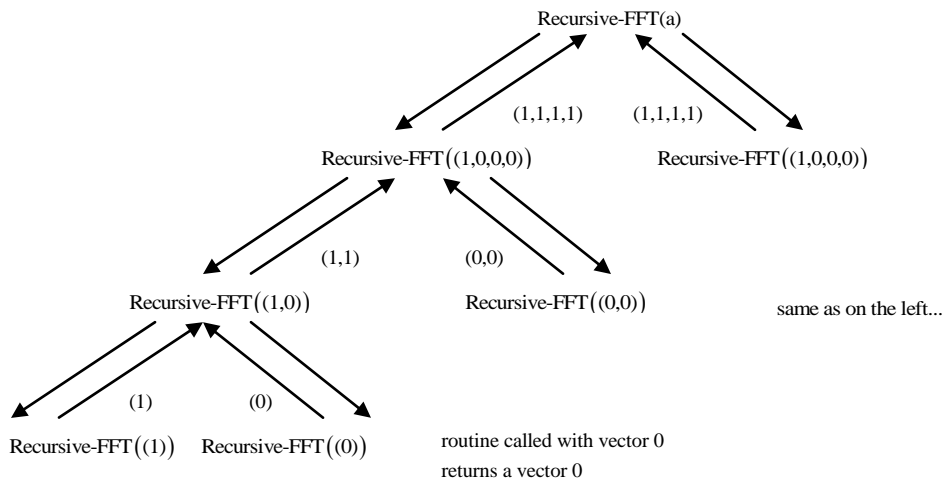 Recursive-FFT(a)
(1,1,1,1) (1,1,1,1)
Recursive-FFT((1,0,0,0)) Recursive-FFT((1,0,0,0))
(1,1) (0,0)
Recursive-FFT((1,0)) Recursive-FFT((0,0)) same as on the left...
(1) (0)
Recursive-FFT((1)) Recursive-FFT((0)) routine called with vector 0
returns a vector 0